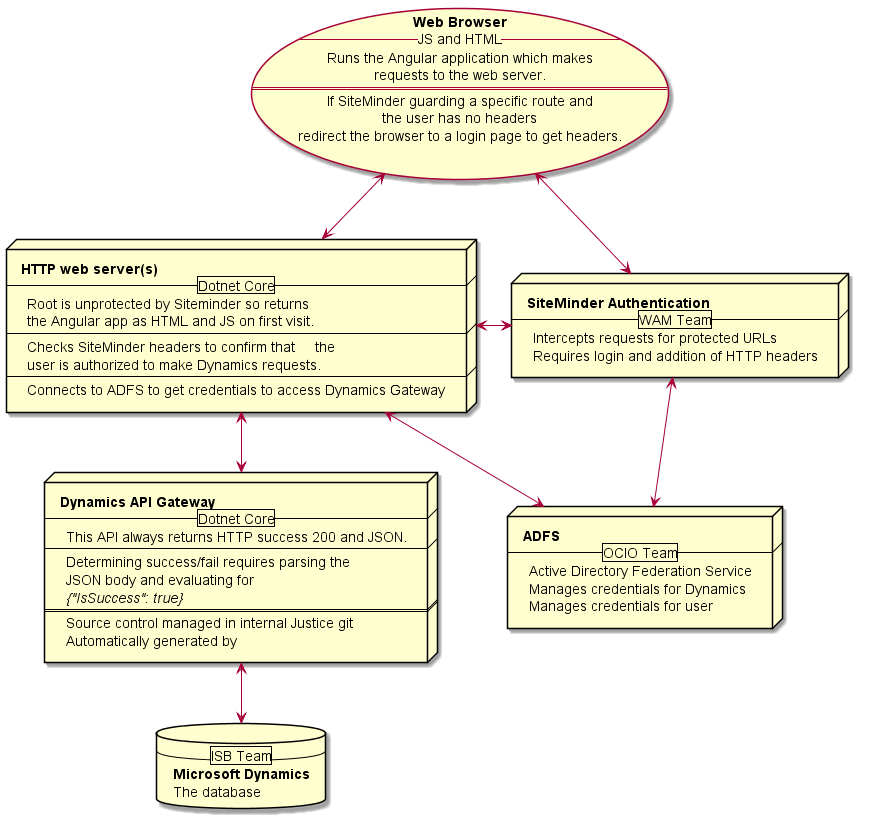 Web Browser
JS and HTML
Runs the Angular application which makes
requests to the web server.
If SiteMinder guarding a specific route and
the user has no headers
redirect the browser to a login page to get headers.
HTTP web server(s)
Dotnet Core
Root is unprotected by Siteminder so returns
the Angular app as HTML and JS on first visit.
Checks SiteMinder headers to confirm that the
user is authorized to make Dynamics requests.
Connects to ADFS to get credentials to access Dynamics Gateway
SiteMinder Authentication
WAM Team
Intercepts requests for protected URLs
Requires login and addition of HTTP headers
Dynamics API Gateway
Dotnet Core
This API always returns HTTP success 200 and JSON.
Determining success/fail requires parsing the
JSON body and evaluating for
{"IsSuccess": true}
Source control managed in internal Justice git
Automatically generated by
ADFS
OCIO Team
Active Directory Federation Service
Manages credentials for Dynamics
Manages credentials for user
ISB Team
Microsoft Dynamics
The database